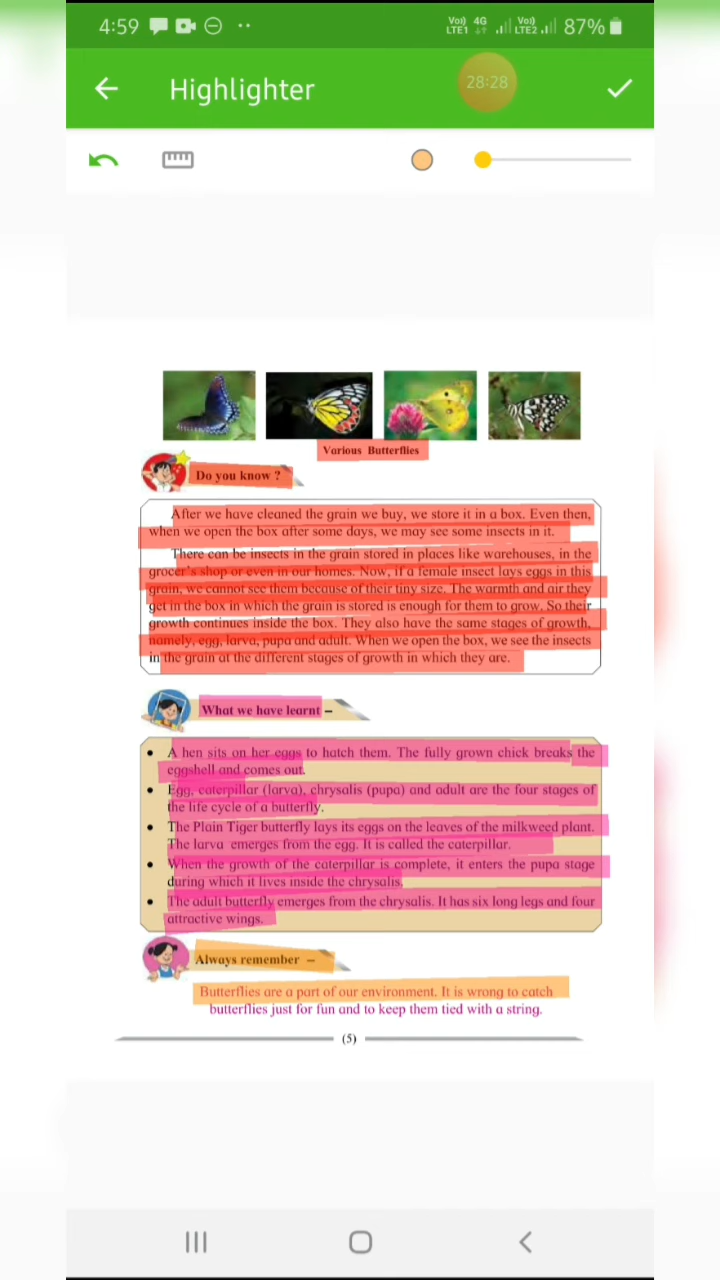 4:59
Vo)) 4G
LTE1
Vo))
LTE2
87%
Highlighter
28:28
Various Butterflies
Do you know ?
After we have cleaned the grain we buy, we store it in a box. Even then,
when we open the box after some days, we may see some insects in it.
There can be insects in the grain stored in places like warehouses, in the
grocer's shop or even in our homes. Now, if a female insect lays eggs in this
grain, we cannot see them because of their tiny size. The warmth and air they
get in the box in which the grain is stored is enough for them to grow. So their
growth continues inside the box. They also have the same stages of growth,
namely, egg, larva, pupa and adult. When we open the box, we see the insects
in the grain at the different stages of growth in which they are.
What we have learnt –
• A hen sits on her eggs to hatch them. The fully grown chick breaks the
eggshell and comes out.
• Egg, caterpillar (larva), chrysalis (pupa) and adult are the four stages of
the life cycle of a butterfly.
• The Plain Tiger butterfly lays its eggs on the leaves of the milkweed plant.
The larva emerges from the egg. It is called the caterpillar.
• When the growth of the caterpillar is complete, it enters the pupa stage
during which it lives inside the chrysalis.
• The adult butterfly emerges from the chrysalis. It has six long legs and four
attractive wings.
Always remember –
Butterflies are a part of our environment. It is wrong to catch
butterflies just for fun and to keep them tied with a string.
(5)